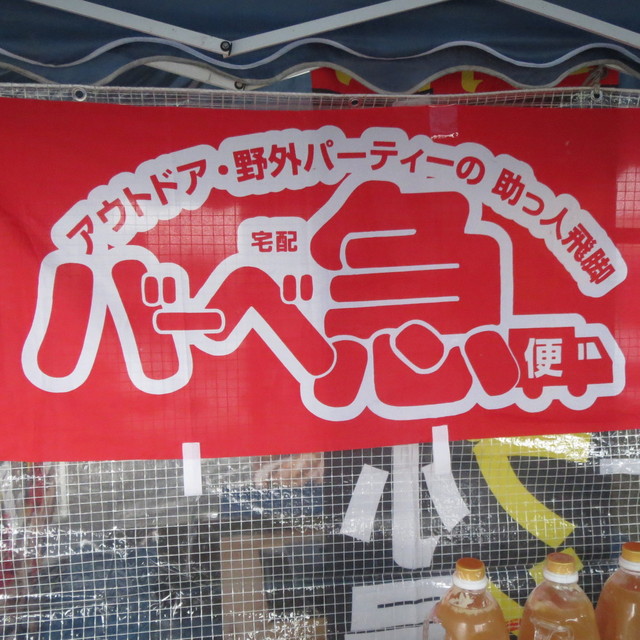 アウトドア・野外パーティーの 助っ人飛脚
宅配
バーベ急
便